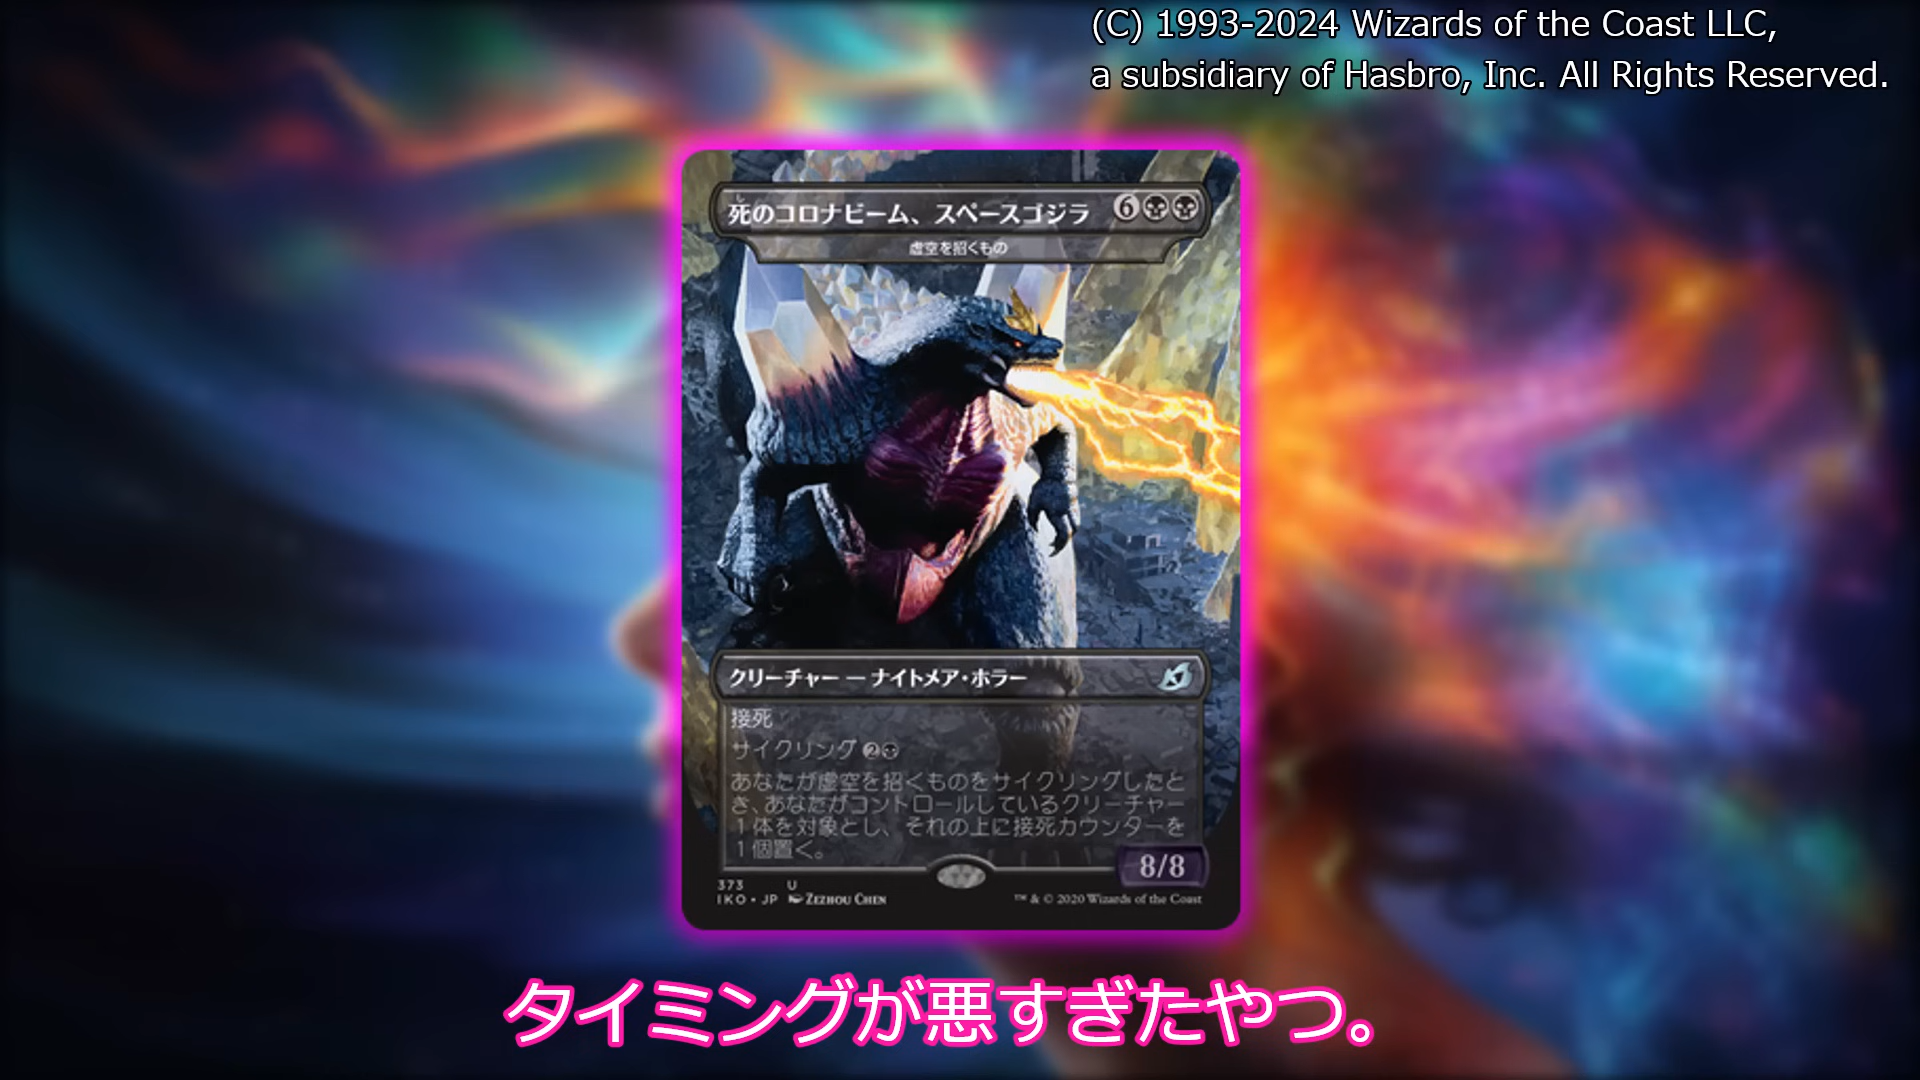 (C) 1993-2024 Wizards of the Coast LLC,
a subsidiary of Hasbro, Inc. All Rights Reserved.
し
死のコロナビーム、スペースゴジラ 6
虚空を招くもの
クリーチャー — ナイトメア・ホラー
接死
サイクリング 2
あなたが虚空を招くものをサイクリングしたと
き、あなたがコントロールしているクリーチャー
1体を対象とし、それの上に接死カウンターを
1個置く。
8/8
373 U
IKO • JP ZEZHOU CHEN
™ & © 2020 Wizards of the Coast
タイミングが悪すぎたやつ。